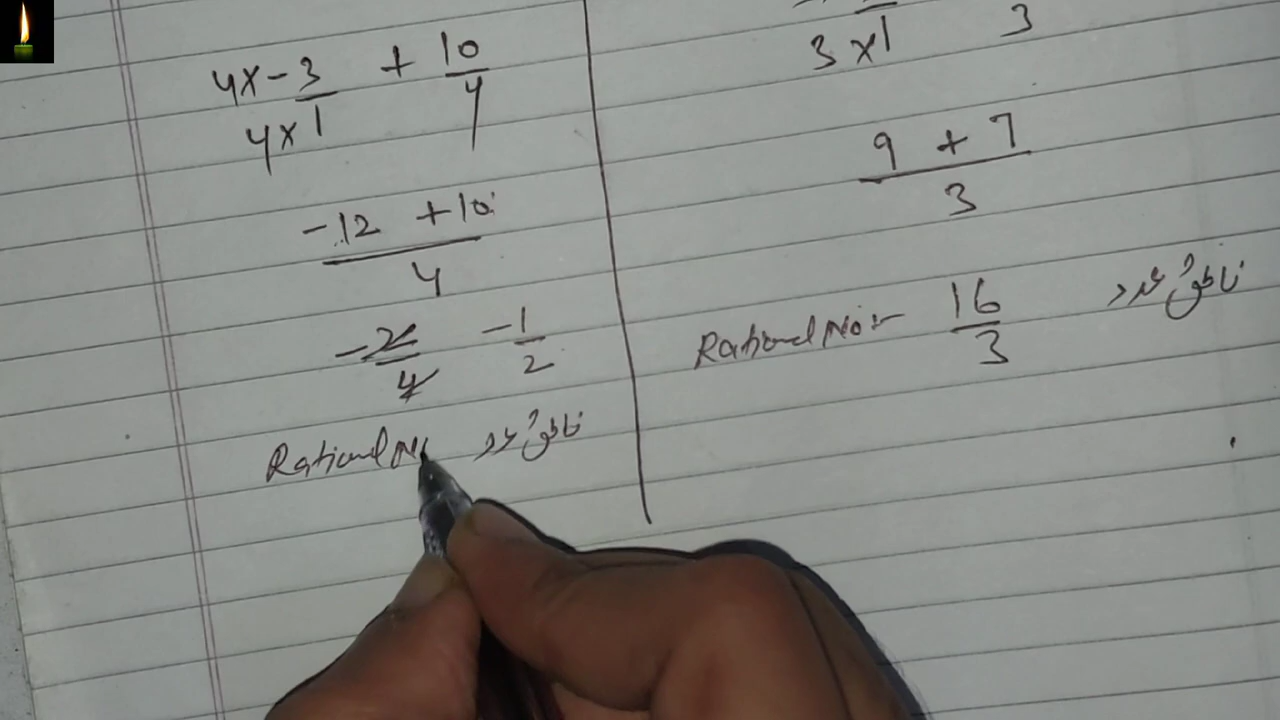 4x-3/1 + 10/4
4x1
-12 +10
4
-2/4 -1/2
Rational No ناطق عدد
3x1 3
9 + 7
3
Rational No:- 16/3 ناطق عدد